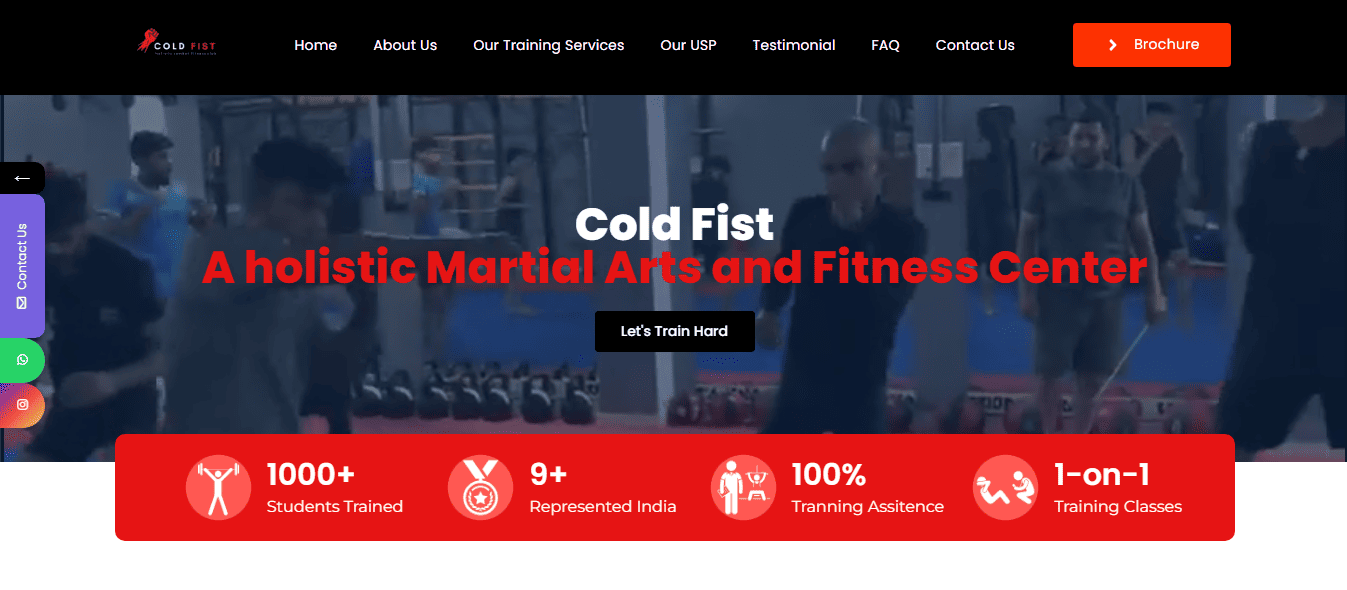 COLD FIST
Home
About Us
Our Training Services
Our USP
Testimonial
FAQ
Contact Us
Brochure
Cold Fist
A holistic Martial Arts and Fitness Center
Let's Train Hard
Contact Us
1000+
Students Trained
9+
Represented India
100%
Tranning Assitence
1-on-1
Training Classes